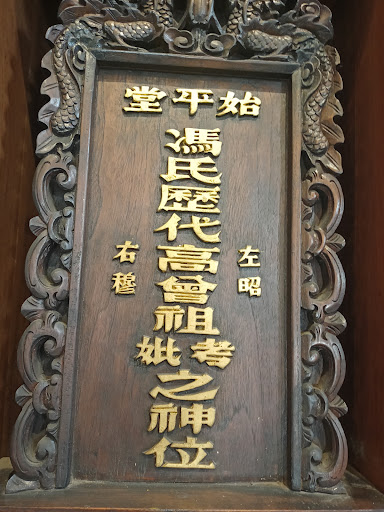 始平堂
左昭
馮氏歷代高曾祖考妣之神位
右穆